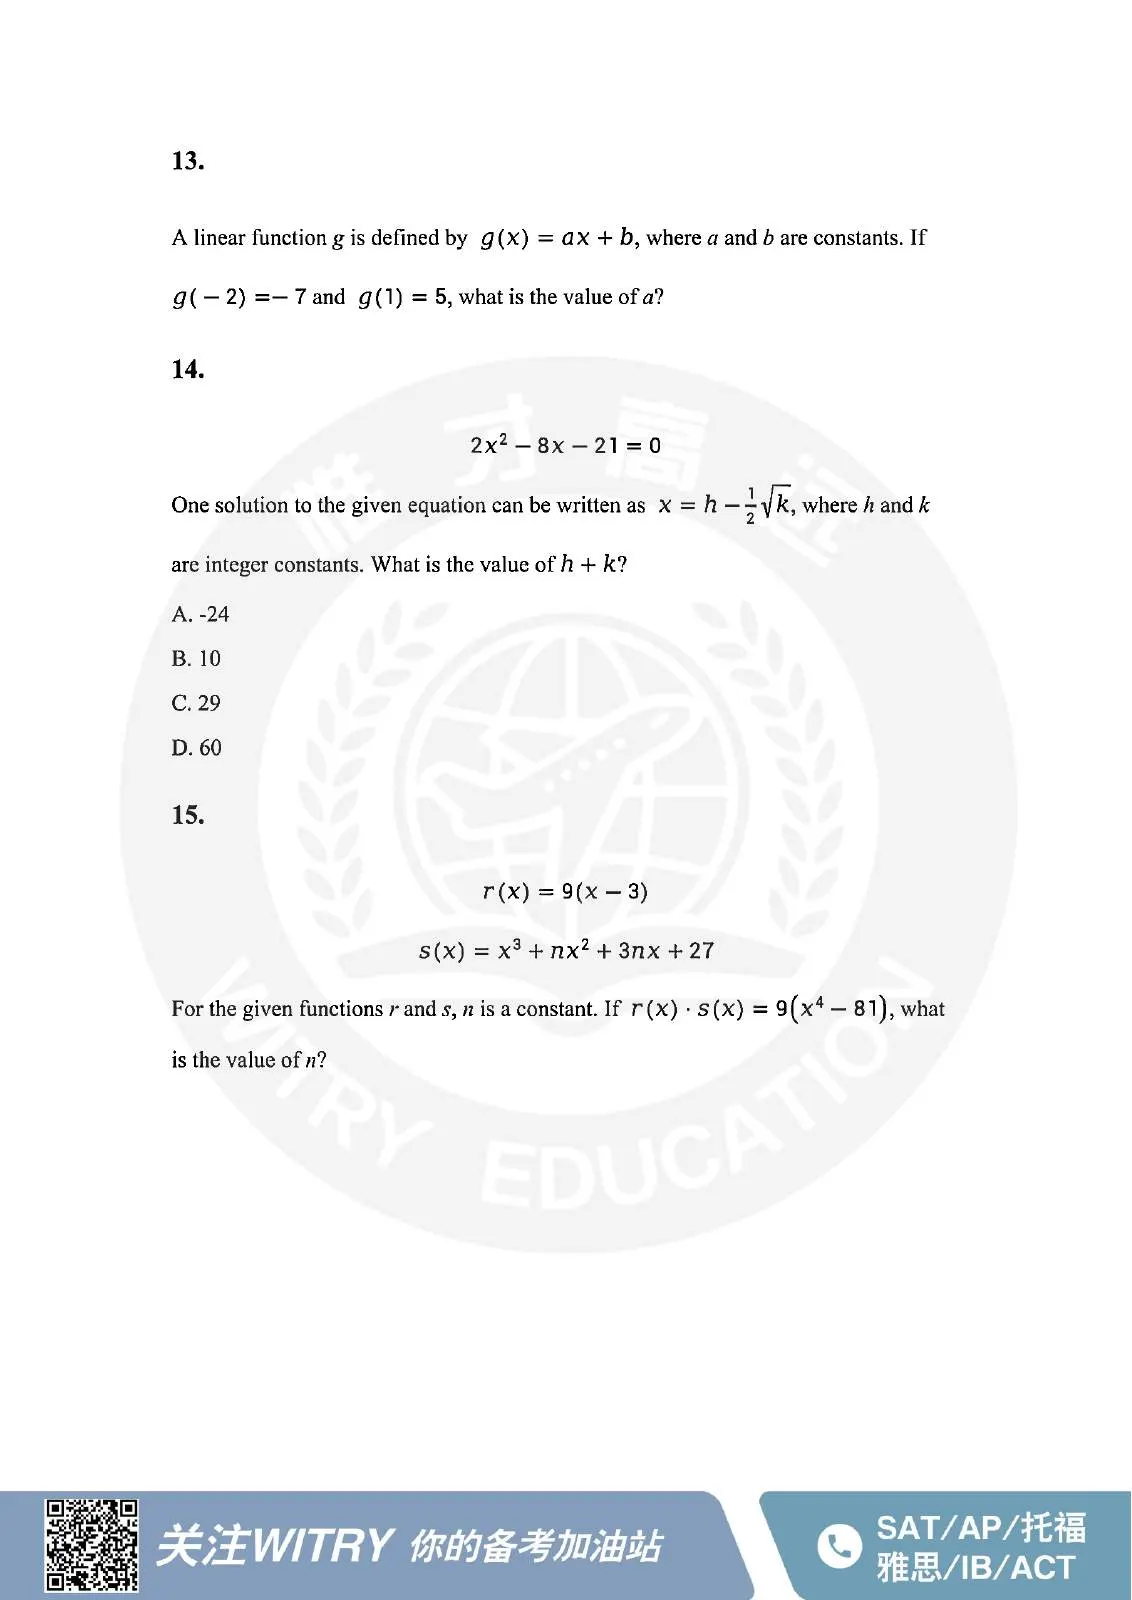 13.
A linear function g is defined by g(x) = ax + b, where a and b are constants. If
g(− 2) =− 7 and g(1) = 5, what is the value of a?
14.
2x² − 8x − 21 = 0
One solution to the given equation can be written as x = h − 1/2 √k, where h and k
are integer constants. What is the value of h + k?
A. -24
B. 10
C. 29
D. 60
15.
r(x) = 9(x − 3)
s(x) = x³ + nx² + 3nx + 27
For the given functions r and s, n is a constant. If r(x) · s(x) = 9(x⁴ − 81), what
is the value of n?
惟才高远
WITRY EDUCATION
关注WITRY 你的备考加油站
SAT/AP/托福
雅思/IB/ACT